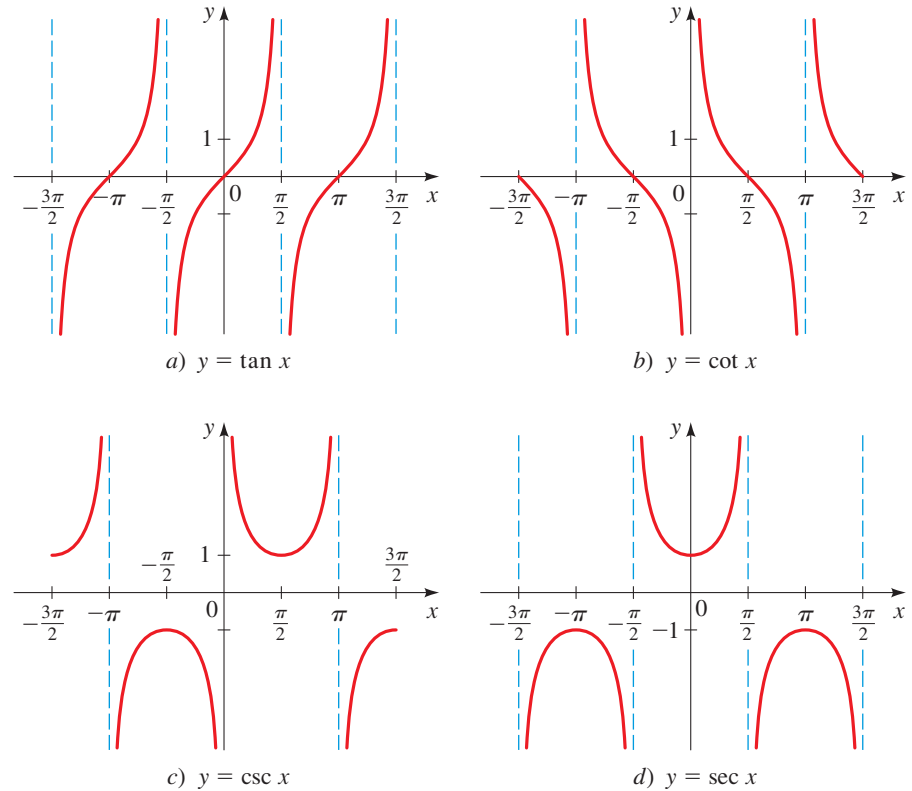 y
y
1
1
−3π/2 −π −π/2 0 π/2 π 3π/2 x
−3π/2 −π −π/2 0 π/2 π 3π/2 x
a) y = tan x
b) y = cot x
y
y
1
−π/2 3π/2
−3π/2 −π 0 π/2 π x
−3π/2 −π −π/2 0 π/2 π 3π/2 x
−1
c) y = csc x
d) y = sec x